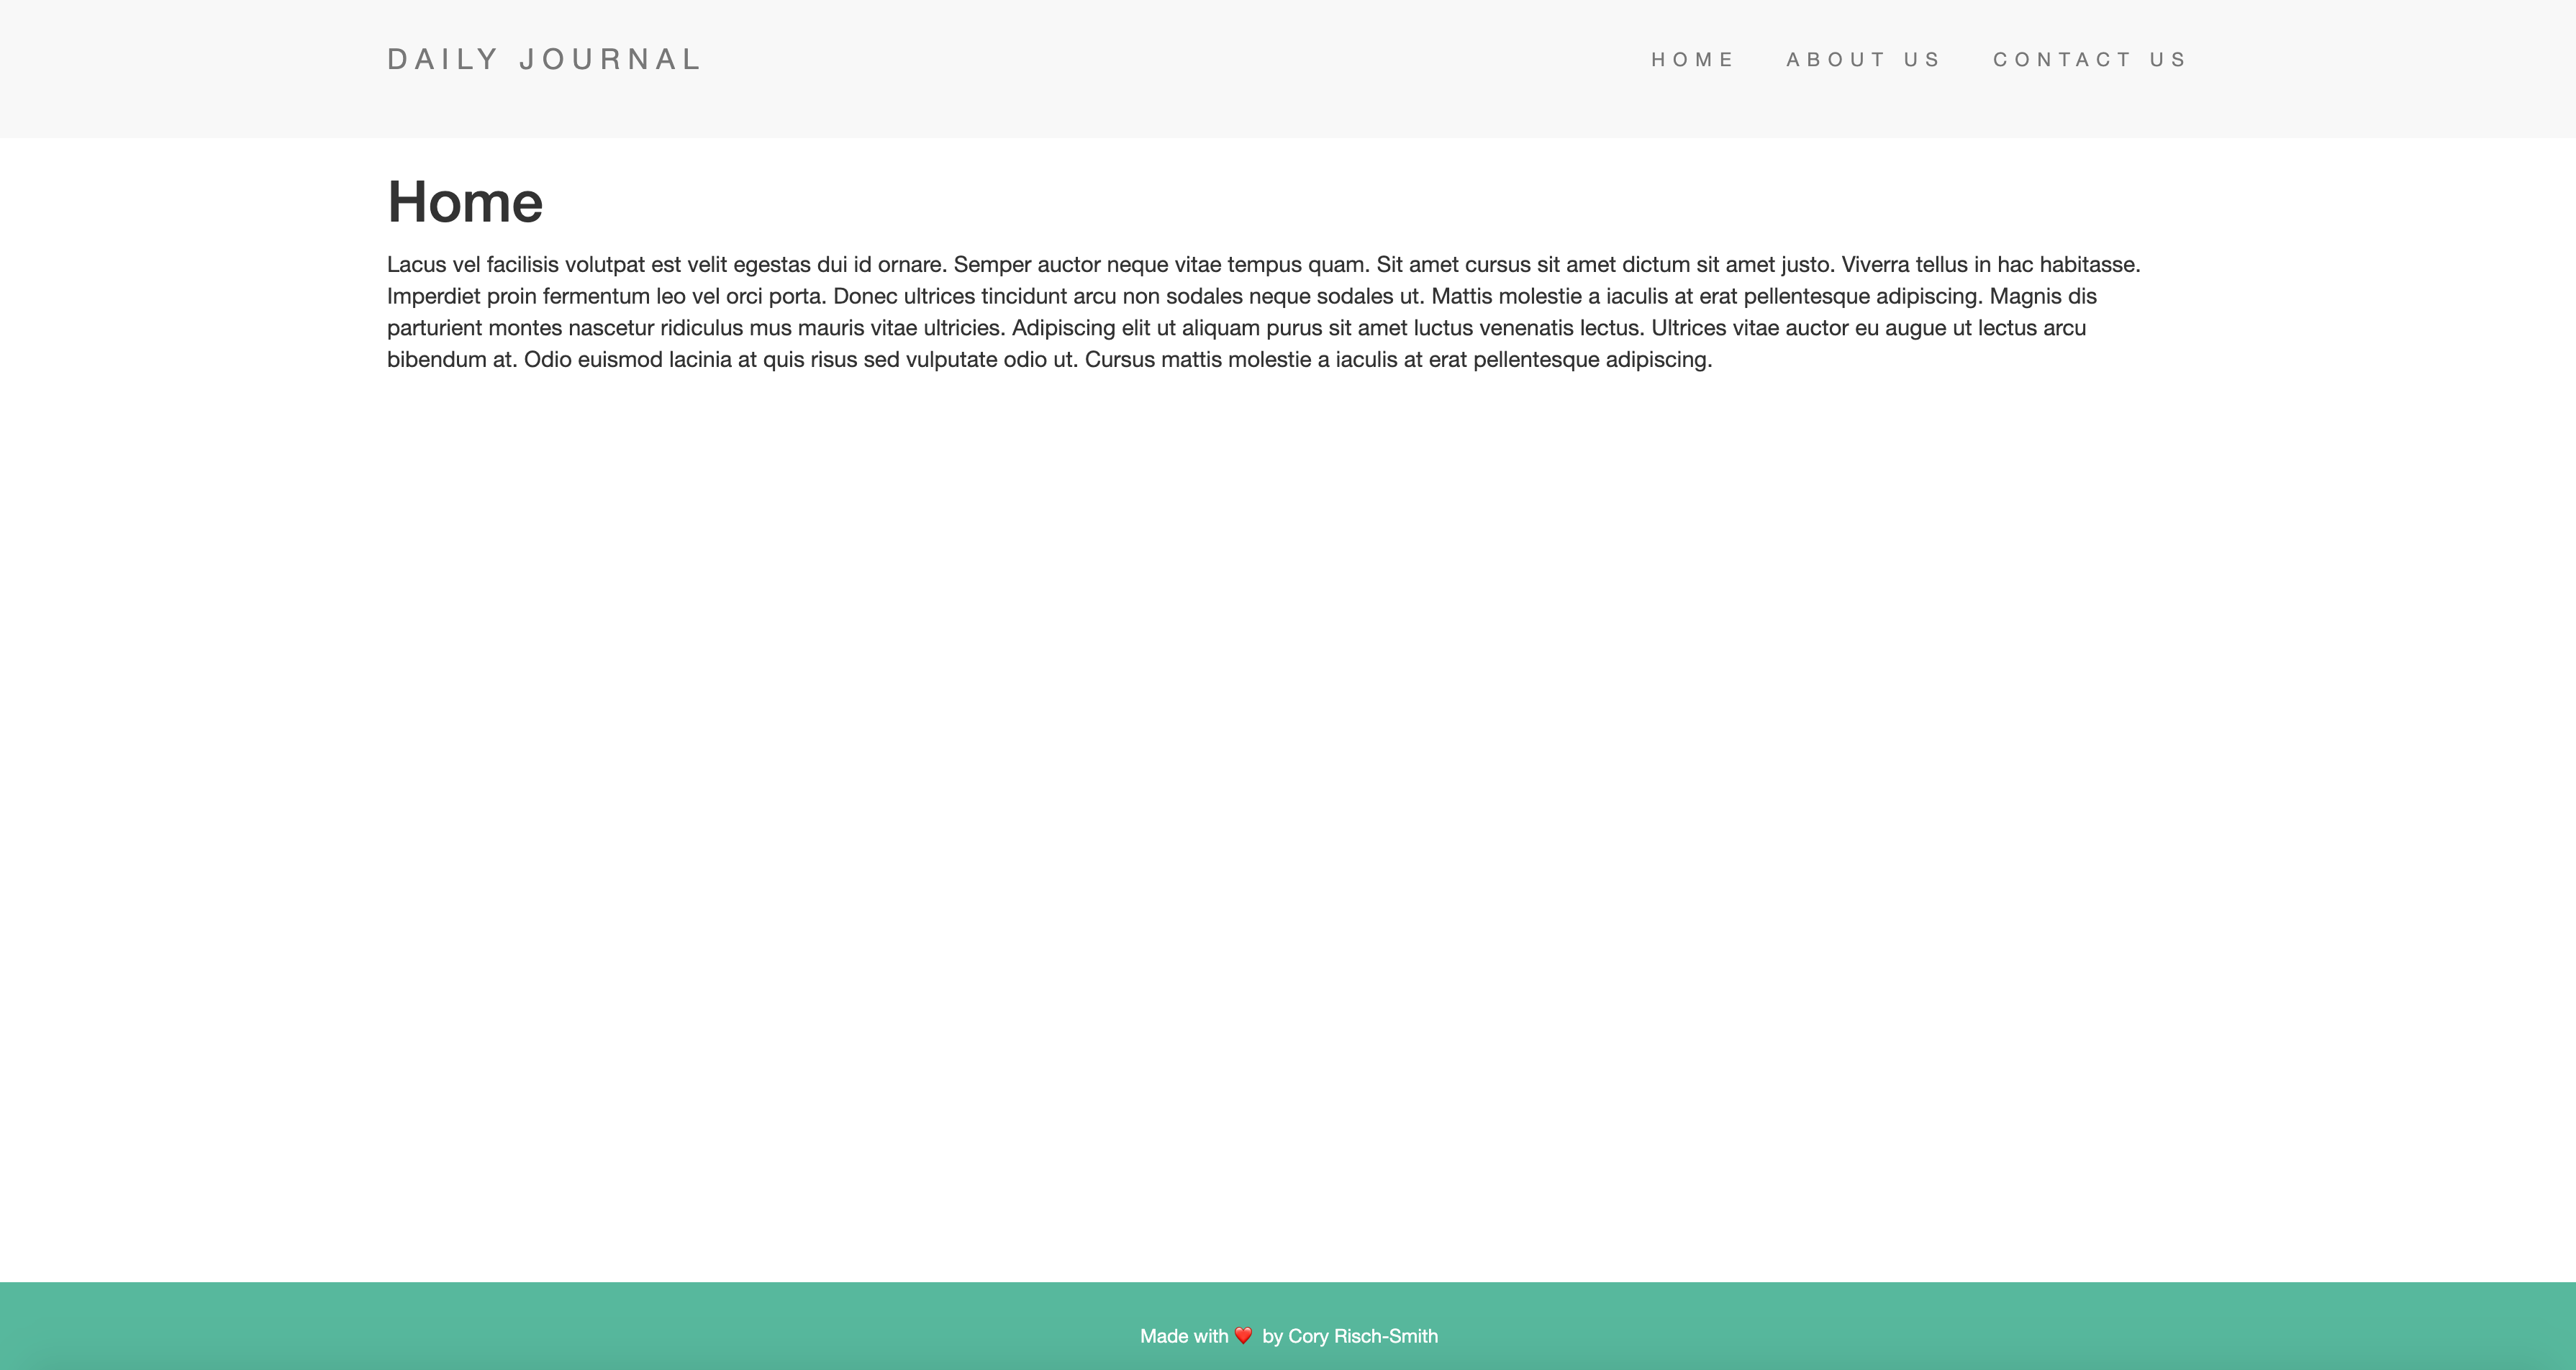 DAILY JOURNAL
HOME ABOUT US CONTACT US
Home
Lacus vel facilisis volutpat est velit egestas dui id ornare. Semper auctor neque vitae tempus quam. Sit amet cursus sit amet dictum sit amet justo. Viverra tellus in hac habitasse.
Imperdiet proin fermentum leo vel orci porta. Donec ultrices tincidunt arcu non sodales neque sodales ut. Mattis molestie a iaculis at erat pellentesque adipiscing. Magnis dis
parturient montes nascetur ridiculus mus mauris vitae ultricies. Adipiscing elit ut aliquam purus sit amet luctus venenatis lectus. Ultrices vitae auctor eu augue ut lectus arcu
bibendum at. Odio euismod lacinia at quis risus sed vulputate odio ut. Cursus mattis molestie a iaculis at erat pellentesque adipiscing.
Made with ❤️ by Cory Risch-Smith